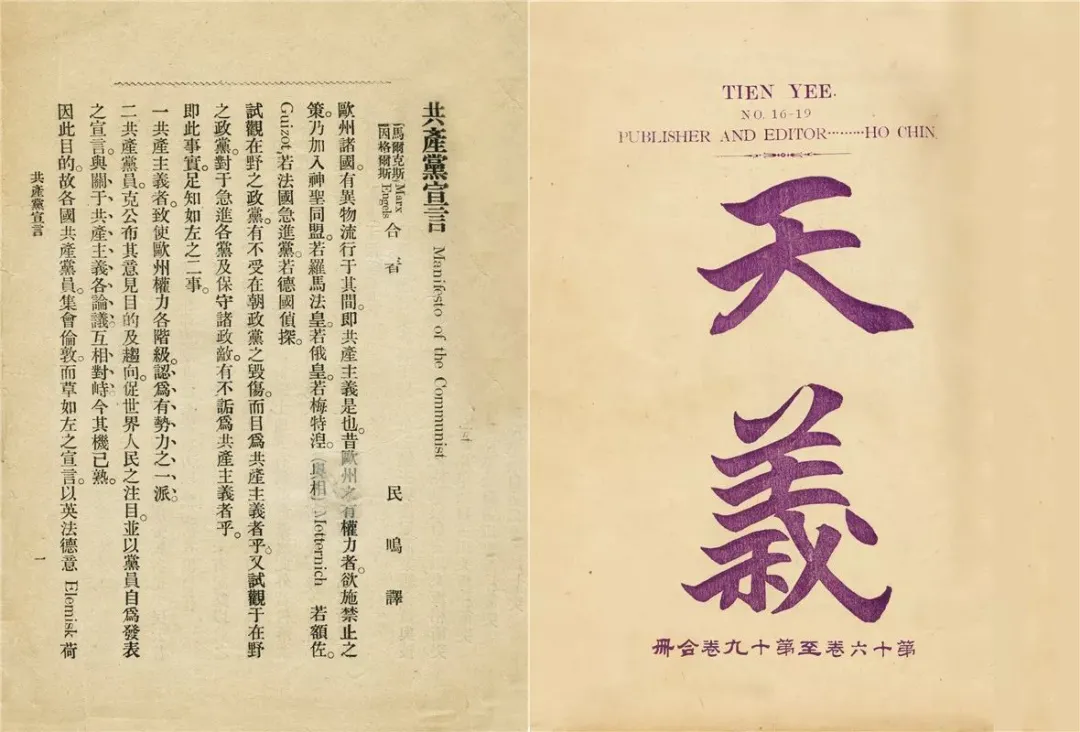 共產黨宣言 Manifesto of the Communist
馬爾克斯 Marx
因格爾斯 Engels
合著 民鳴譯
歐州諸國。有異物流行于其間。即共產主義是也。昔歐州之有權力者。欲施禁止之
策。乃加入神聖同盟。若羅馬法皇。若俄皇。若梅特湼。(奧相) Metternich 若額佐。
Guizot 若法國急進黨。若德國偵探。
試觀在野之政黨。有不受在朝政黨之毀傷。而目爲共產主義者乎。又試觀于在野
之政黨。對于急進各黨及保守諸政敵。有不詬爲共產主義者乎。
即此事實。足知如左之二事。
一共產主義者。致使歐州權力各階級。認爲有勢力之一派。
二共產黨員。克公布其意見目的及趨向。促世界人民之注目。並以黨員自爲發表
之宣言。與關于共產主義各論議。互相對峙。今其機已熟。
因此目的。故各國共產黨員。集會倫敦。而草如左之宣言。以英法德意 Elemisk 荷
共產黨宣言 一
TIEN YEE.
NO. 16-19
PUBLISHER AND EDITOR………HO CHIN.
天義
第十六卷至第十九卷合冊